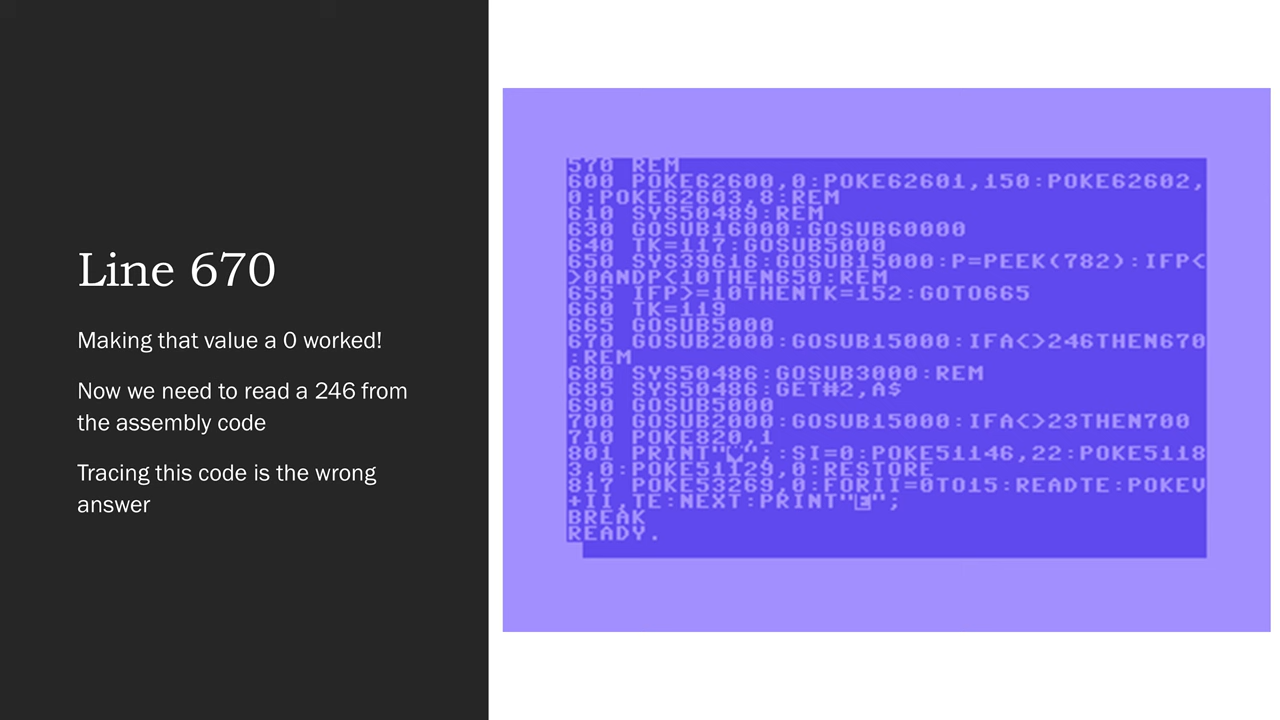 Line 670
Making that value a 0 worked!
Now we need to read a 246 from
the assembly code
Tracing this code is the wrong
answer
570 REM
600 POKE62600,0:POKE62601,150:POKE62602,
0:POKE62603,8:REM
610 SYS50489:REM
630 GOSUB16000:GOSUB60000
640 TK=117:GOSUB5000
650 SYS39616:GOSUB15000:P=PEEK(782):IFP<
>0ANDP<10THEN650:REM
655 IFP>=10THENTK=152:GOTO665
660 TK=119
665 GOSUB5000
670 GOSUB2000:GOSUB15000:IFA<>246THEN670
:REM
680 SYS50486:GOSUB3000:REM
685 SYS50486:GET#2,A$
690 GOSUB5000
700 GOSUB2000:GOSUB15000:IFA<>23THEN700
710 POKE820,1
801 PRINT"♥";:SI=0:POKE51146,22:POKE5118
3,0:POKE51129,0:RESTORE
817 POKE53269,0:FORII=0TO15:READTE:POKEV
+II,TE:NEXT:PRINT"E";
BREAK
READY.